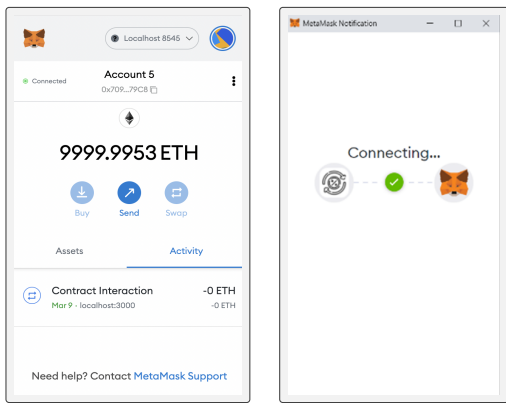 Localhost 8545
Connected
Account 5
0x709...79C8
9999.9953 ETH
Buy
Send
Swap
Assets
Activity
Contract Interaction
-0 ETH
Mar 9 - localhost:3000
-0 ETH
Need help? Contact MetaMask Support
MetaMask Notification
Connecting...